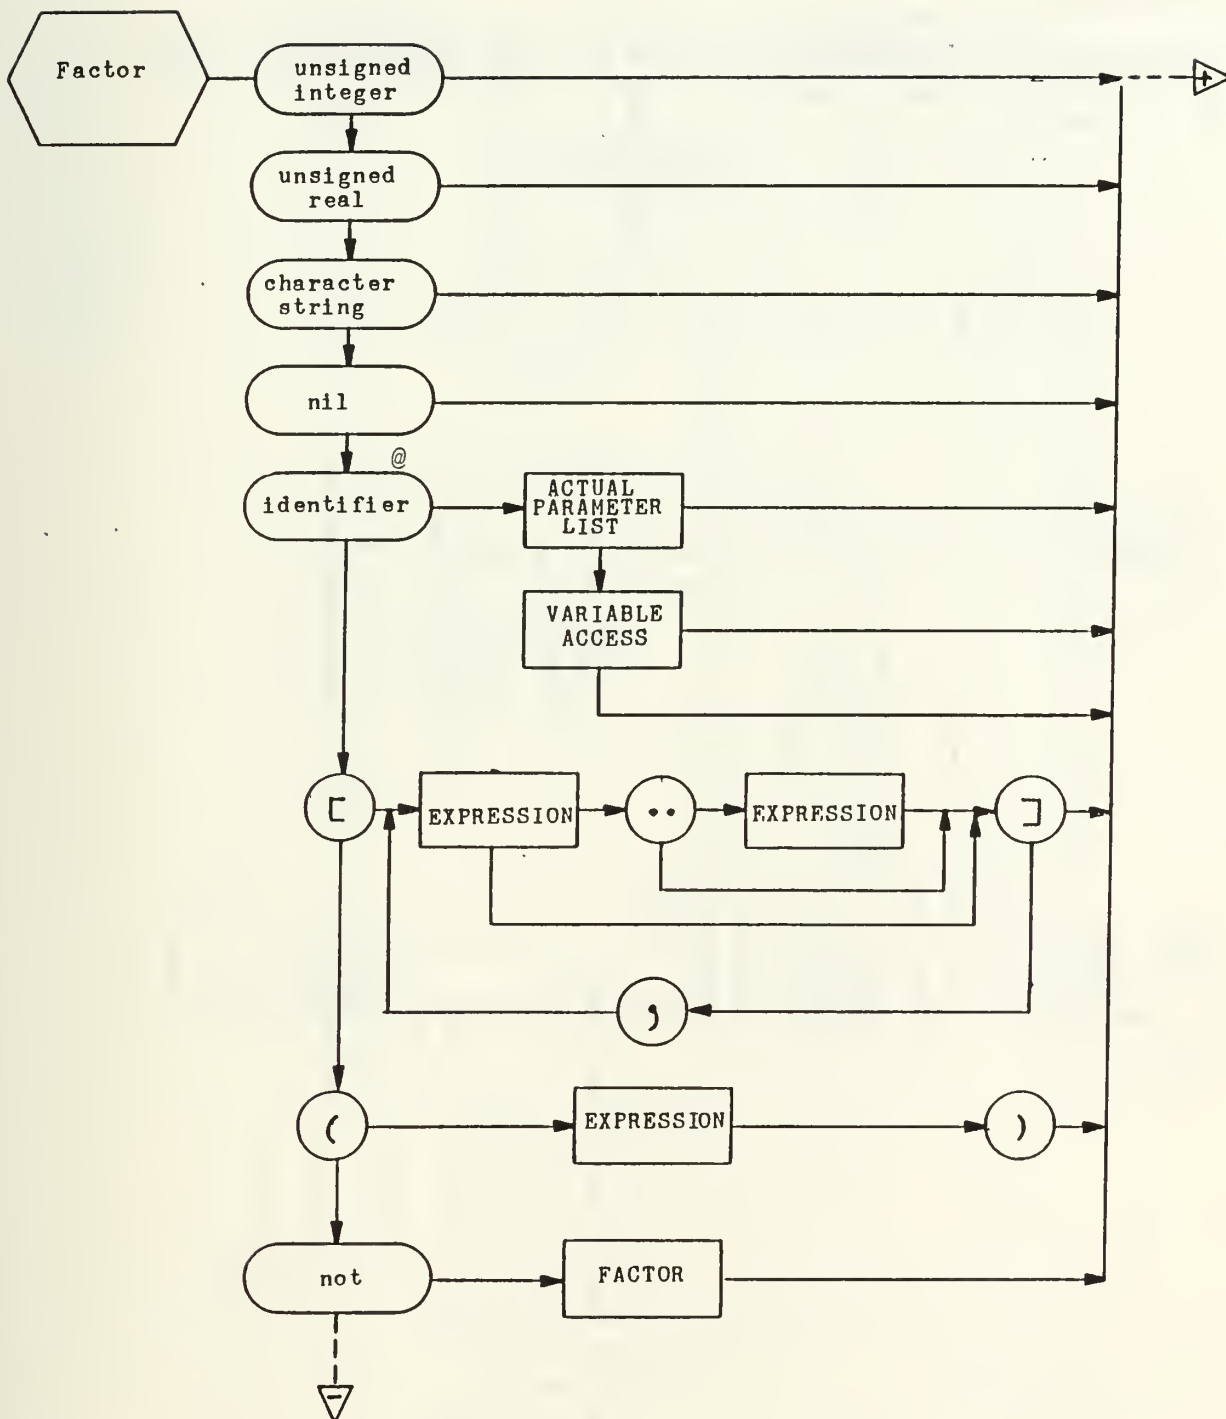 Factor
unsigned
integer
+
unsigned
real
character
string
nil
@
identifier
ACTUAL
PARAMETER
LIST
VARIABLE
ACCESS
[
EXPRESSION
..
EXPRESSION
]
,
(
EXPRESSION
)
not
FACTOR
-